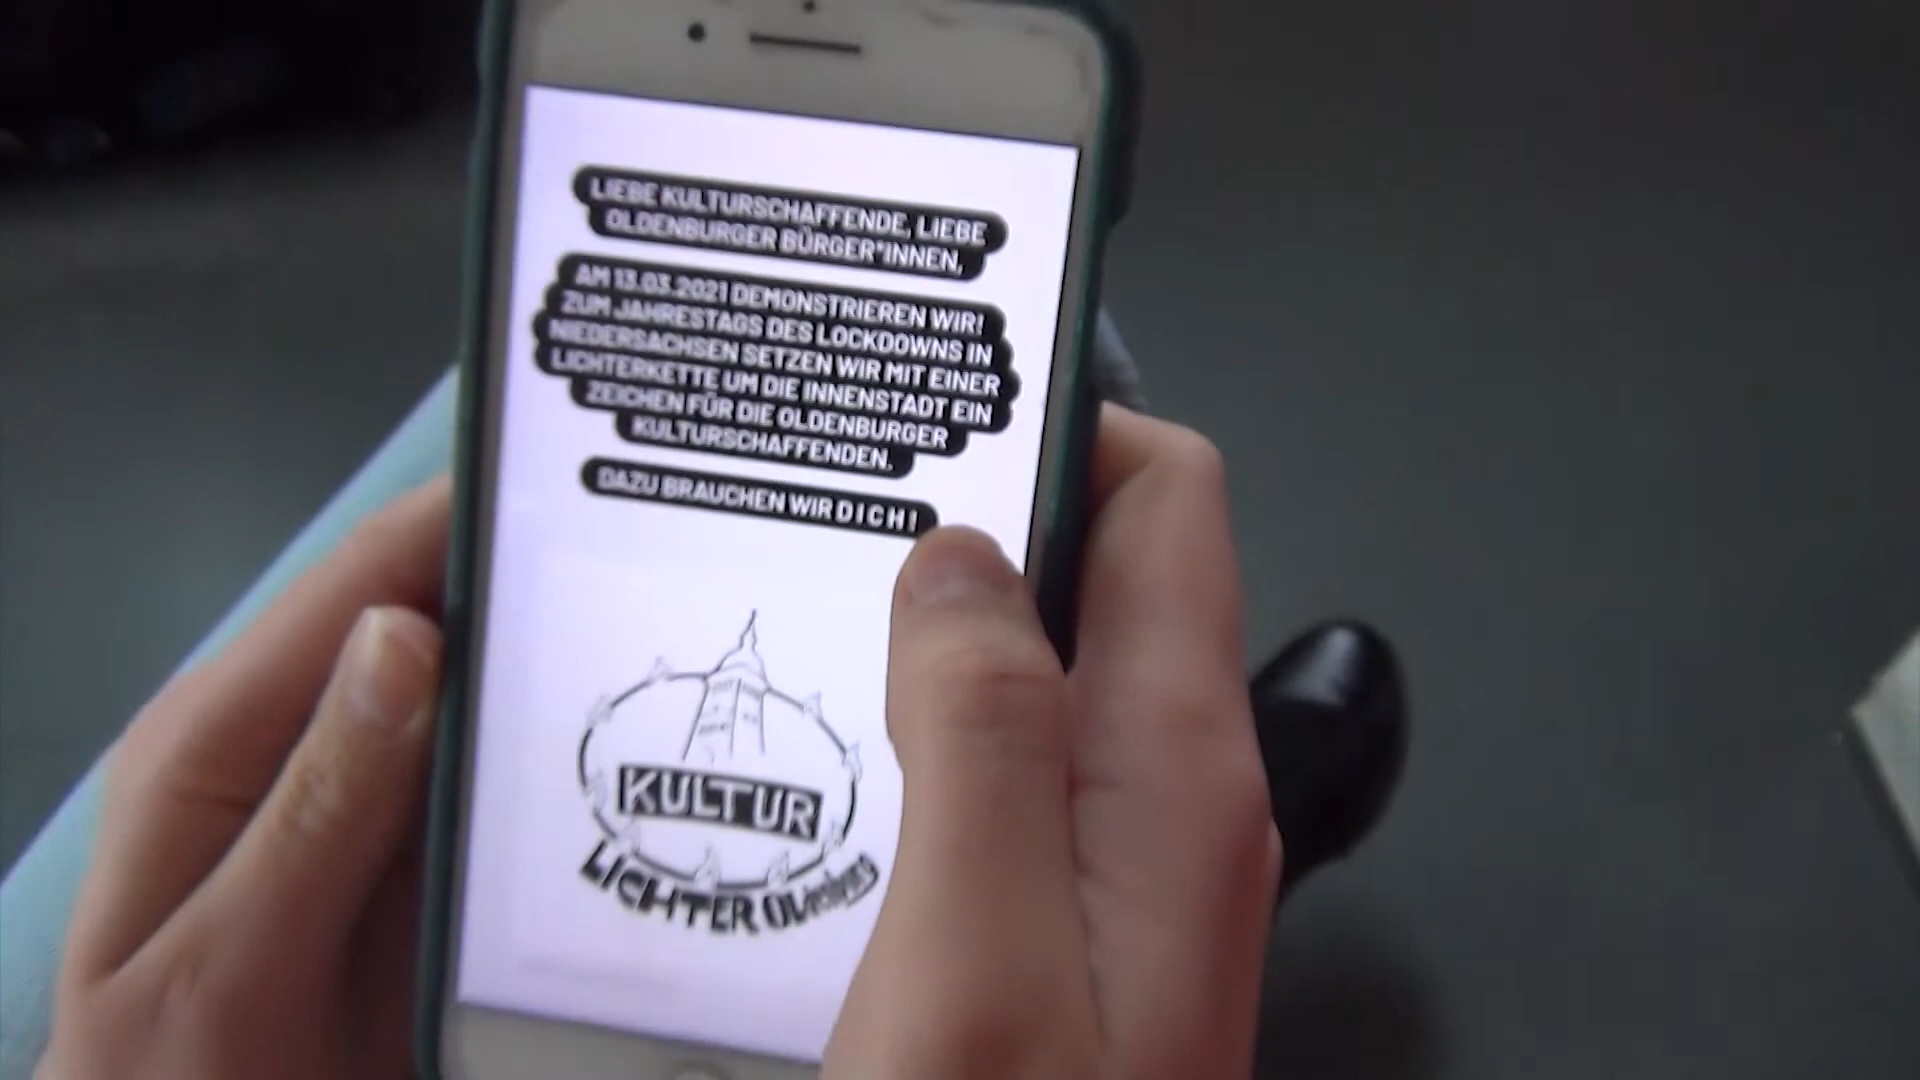 LIEBE KULTURSCHAFFENDE, LIEBE
OLDENBURGER BÜRGER*INNEN,
AM 13.03.2021 DEMONSTRIEREN WIR!
ZUM JAHRESTAGS DES LOCKDOWNS IN
NIEDERSACHSEN SETZEN WIR MIT EINER
LICHTERKETTE UM DIE INNENSTADT EIN
ZEICHEN FÜR DIE OLDENBURGER
KULTURSCHAFFENDEN.
DAZU BRAUCHEN WIR D I C H !
KULTUR
LICHTER OLdenburg